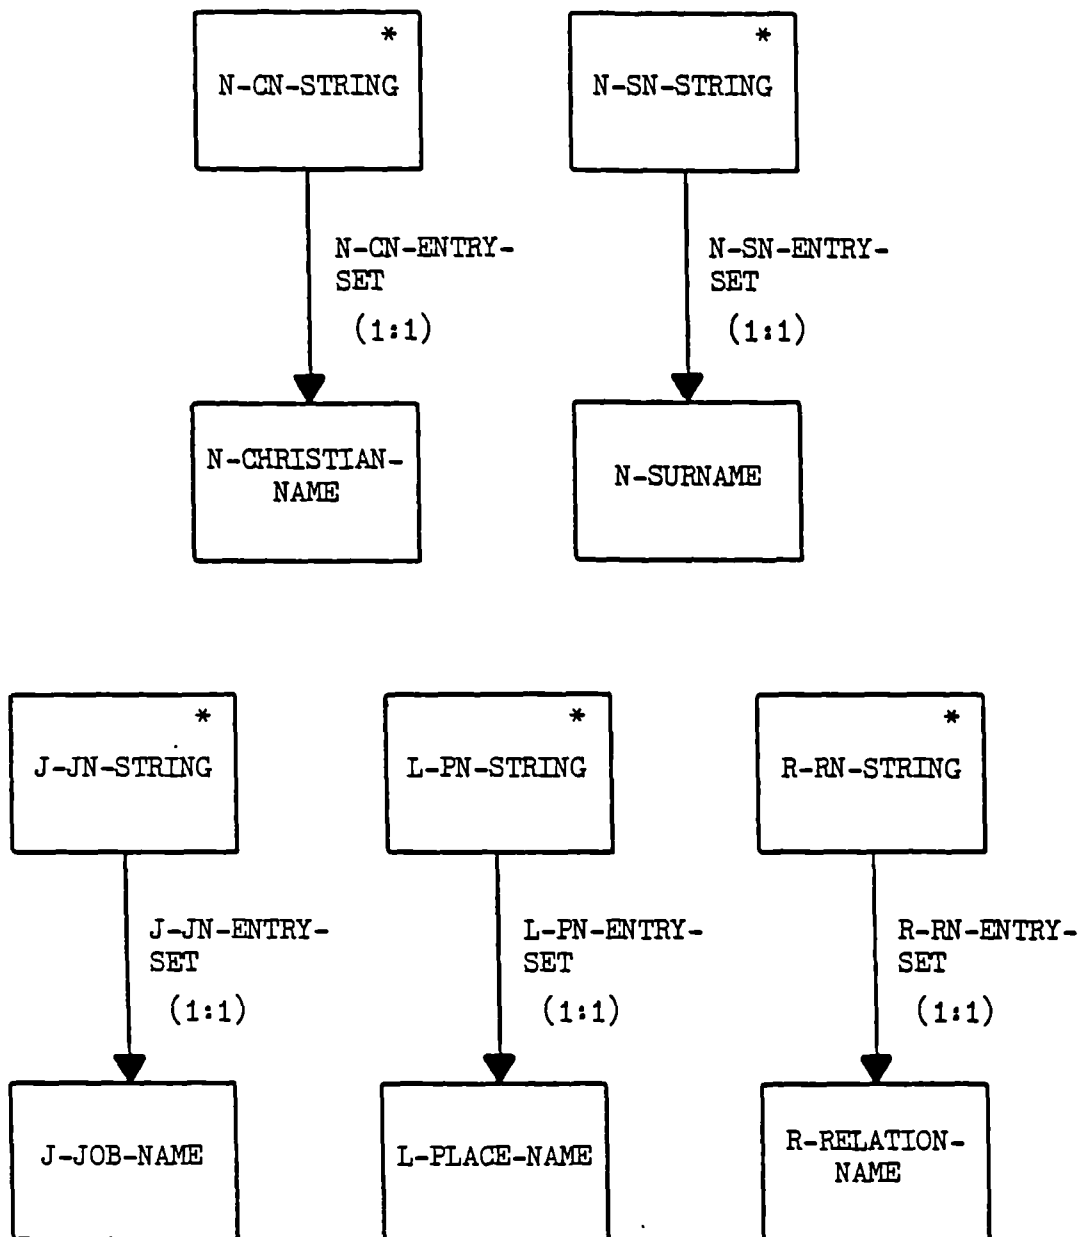 *
*
N-CN-STRING
N-SN-STRING
N-CN-ENTRY-
SET
(1:1)
N-SN-ENTRY-
SET
(1:1)
N-CHRISTIAN-
NAME
N-SURNAME
*
*
*
J-JN-STRING
L-PN-STRING
R-RN-STRING
J-JN-ENTRY-
SET
(1:1)
L-PN-ENTRY-
SET
(1:1)
R-RN-ENTRY-
SET
(1:1)
J-JOB-NAME
L-PLACE-NAME
R-RELATION-
NAME